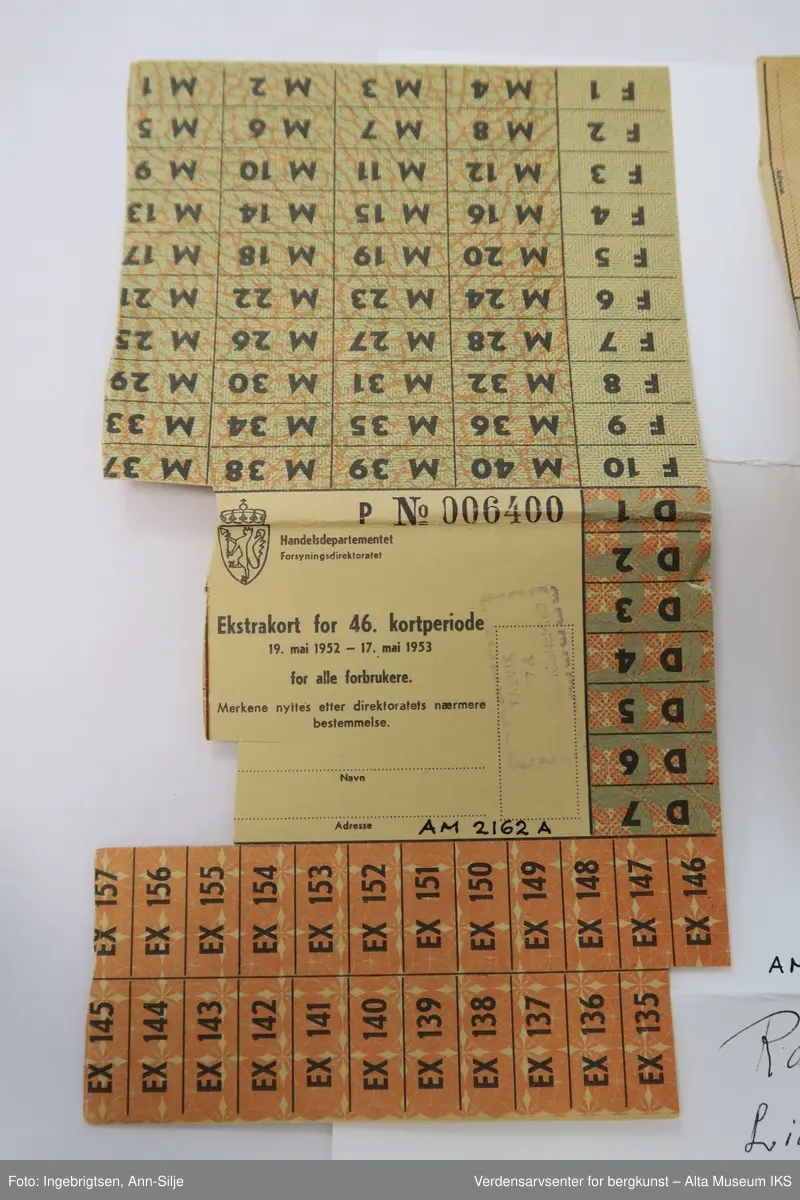 M 1 M 2 M 3 M 4 F 1
M 5 M 6 M 7 M 8 F 2
M 9 M 10 M 11 M 12 F 3
M 13 M 14 M 15 M 16 F 4
M 17 M 18 M 19 M 20 F 5
M 21 M 22 M 23 M 24 F 6
M 25 M 26 M 27 M 28 F 7
M 29 M 30 M 31 M 32 F 8
M 33 M 34 M 35 M 36 F 9
M 37 M 38 M 39 M 40 F 10
P No 006400
Handelsdepartementet
Forsyningsdirektoratet
Ekstrakort for 46. kortperiode
19. mai 1952 – 17. mai 1953
for alle forbrukere.
Merkene nyttes etter direktoratets nærmere
bestemmelse.
Navn
Adresse
AM 2162 A
TALVIK
D 1
D 2
D 3
D 4
D 5
D 6
D 7
EX 157 EX 156 EX 155 EX 154 EX 153 EX 152 EX 151 EX 150 EX 149 EX 148 EX 147 EX 146
EX 145 EX 144 EX 143 EX 142 EX 141 EX 140 EX 139 EX 138 EX 137 EX 136 EX 135
Adresse
Foto: Ingebrigtsen, Ann-Silje
Verdensarvsenter for bergkunst – Alta Museum IKS